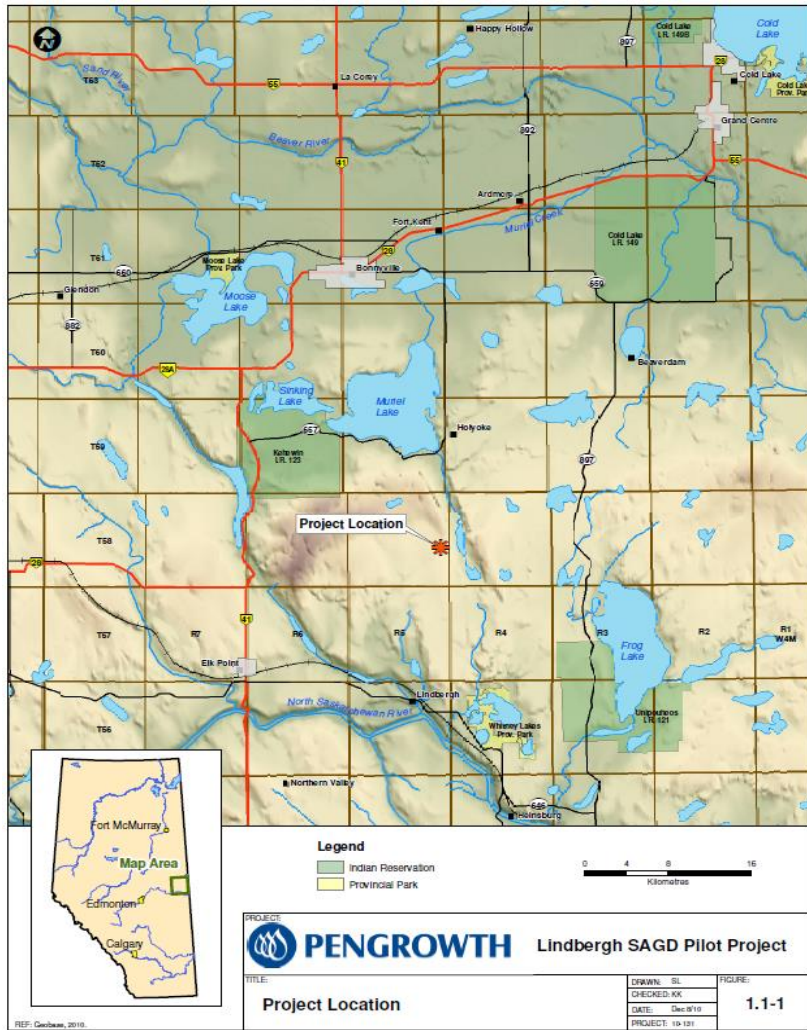 N
Happy Hollow
Cold Lake
I.R. 149B
Cold
Lake
897
T63
Sand River
55
La Corey
28
Cold Lake
Cold Lake
Prov. Park
Grand Centre
Beaver River
892
41
T62
55
Ardmore
Fort Kent
Muriel Creek
Cold Lake
I.R. 149
T61
Moose Lake
Prov. Park
28
Bonnyville
660
Glendon
Moose
Lake
659
882
T60
28A
Beaverdam
Sinking
Lake
Muriel
Lake
657
Holyoke
897
T59
Kehewin
I.R. 123
Project Location
T58
29
41
T57
R7
R6
R5
R4
R3
R2
R1
W4M
Frog
Lake
Elk Point
Lindbergh
North Saskatchewan River
Whitney Lakes
Prov. Park
Unipouheos
I.R. 121
T56
Northern Valley
646
Heinsburg
Fort McMurray
Map Area
Edmonton
Calgary
REF: Geobase, 2010.
Legend
Indian Reservation
Provincial Park
0 4 8 16
Kilometres
PROJECT:
PENGROWTH
Lindbergh SAGD Pilot Project
TITLE:
Project Location
DRAWN: SL
CHECKED: KK
DATE: Dec 8/10
PROJECT: 10-131
FIGURE:
1.1-1